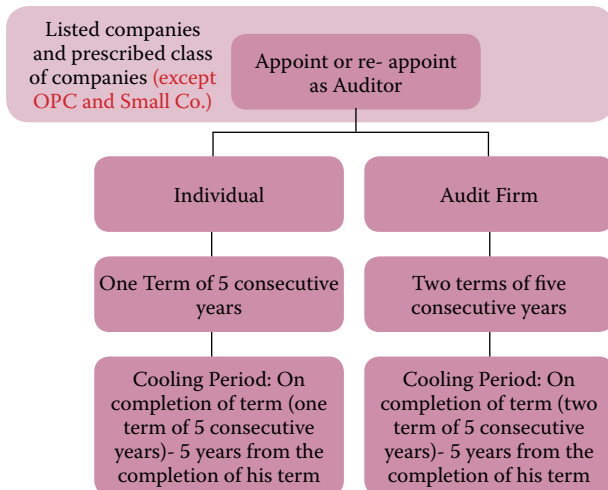 Listed companies
and prescribed class
of companies (except
OPC and Small Co.)
Appoint or re- appoint
as Auditor
Individual
Audit Firm
One Term of 5 consecutive
years
Two terms of five
consecutive years
Cooling Period: On
completion of term (one
term of 5 consecutive
years)- 5 years from the
completion of his term
Cooling Period: On
completion of term (two
term of 5 consecutive
years)- 5 years from the
completion of his term